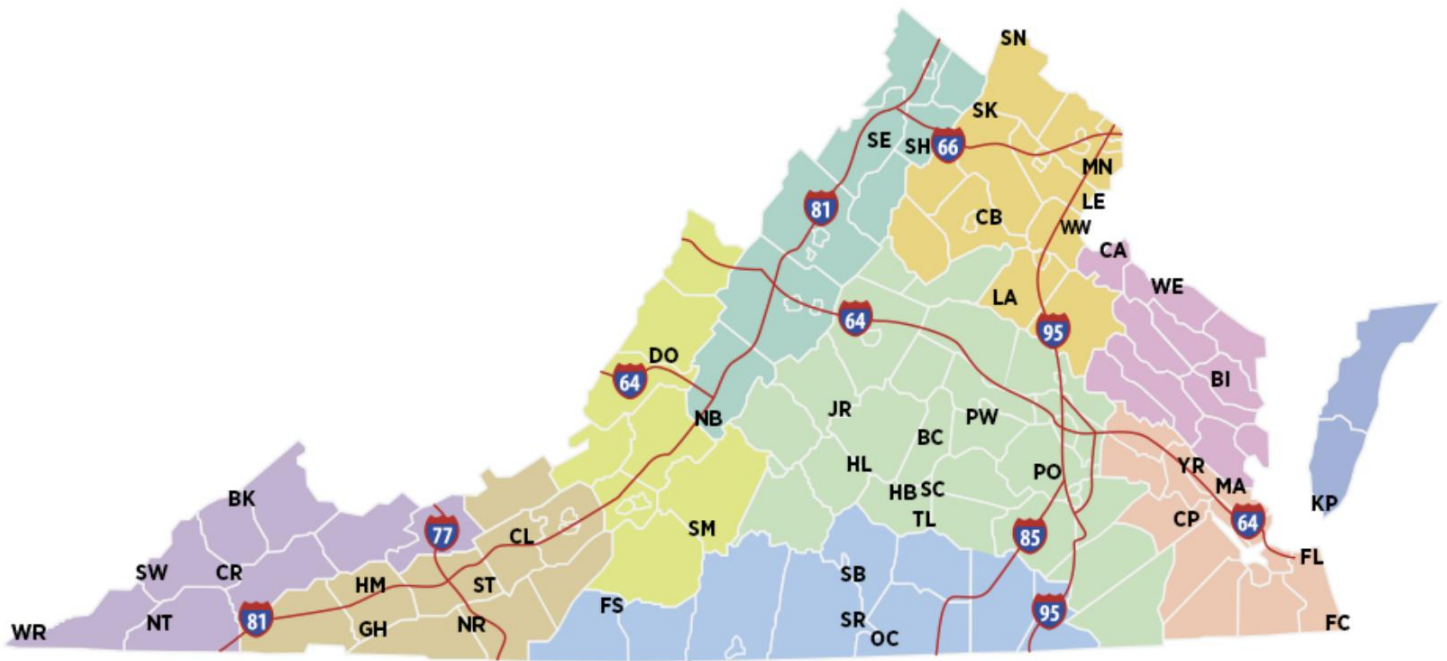 SN
SK
SE
SH
66
MN
81
LE
CB
WW
CA
WE
LA
64
95
DO
64
BI
NB
JR
PW
BC
HL
PO
YR
BK
HB
SC
MA
KP
TL
CP
64
SM
77
CL
85
FL
SW
CR
HM
ST
SB
FS
95
WR
NT
81
GH
NR
SR
OC
FC